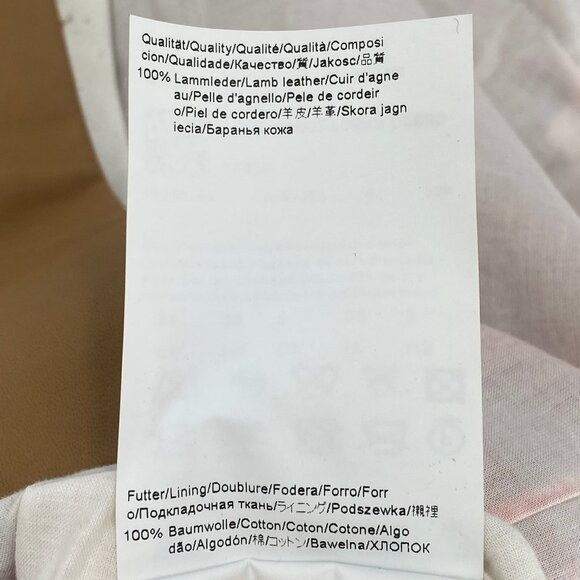 Qualität/Quality/Qualité/Qualità/Composi
cion/Qualidade/Качество/質/Jakosc/品質
100% Lammleder/Lamb leather/Cuir d'agne
au/Pelle d'agnello/Pele de cordeir
o/Piel de cordero/羊皮/羊革/Skora jagn
iecia/Баранья кожа
Futter/Lining/Doublure/Fodera/Forro/Forr
o/Подкладочная ткань/ライニング/Podszewka/襯裡
100% Baumwolle/Cotton/Coton/Cotone/Algo
dão/Algodón/棉/コットン/Bawelna/ХЛОПОК